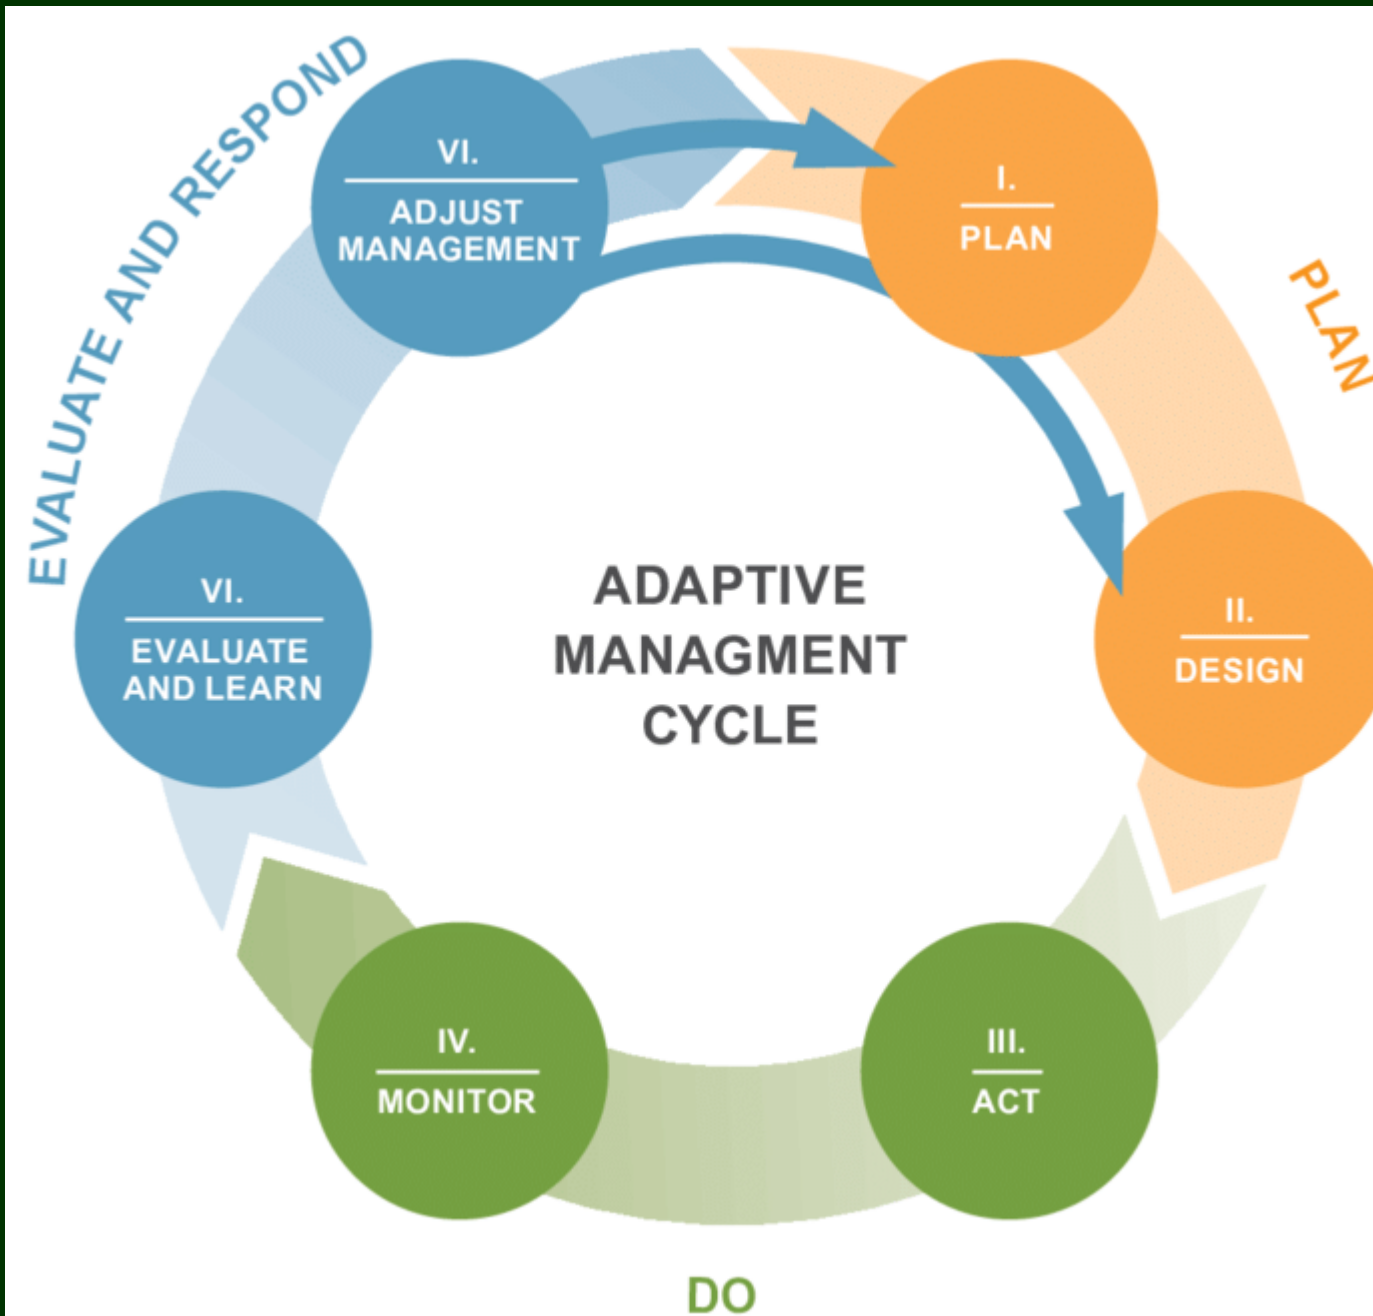 EVALUATE AND RESPOND
VI.
ADJUST
MANAGEMENT
I.
PLAN
PLAN
VI.
EVALUATE
AND LEARN
ADAPTIVE
MANAGMENT
CYCLE
II.
DESIGN
IV.
MONITOR
III.
ACT
DO